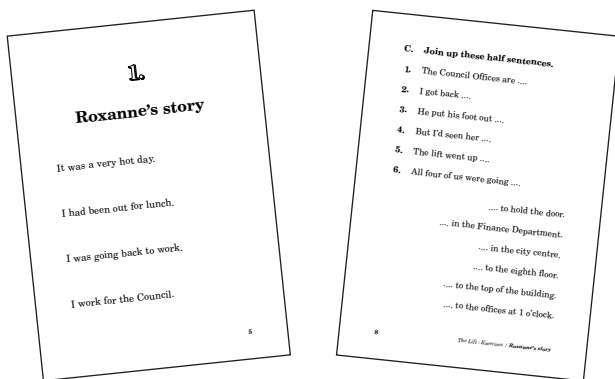 1.
Roxanne's story
It was a very hot day.
I had been out for lunch.
I was going back to work.
I work for the Council.
5
C. Join up these half sentences.
1. The Council Offices are ....
2. I got back ....
3. He put his foot out ....
4. But I'd seen her ....
5. The lift went up ....
6. All four of us were going ....
.... to hold the door.
.... in the Finance Department.
.... in the city centre.
.... to the eighth floor.
.... to the top of the building.
.... to the offices at 1 o'clock.
8
The Lift : Exercises / Roxanne's story